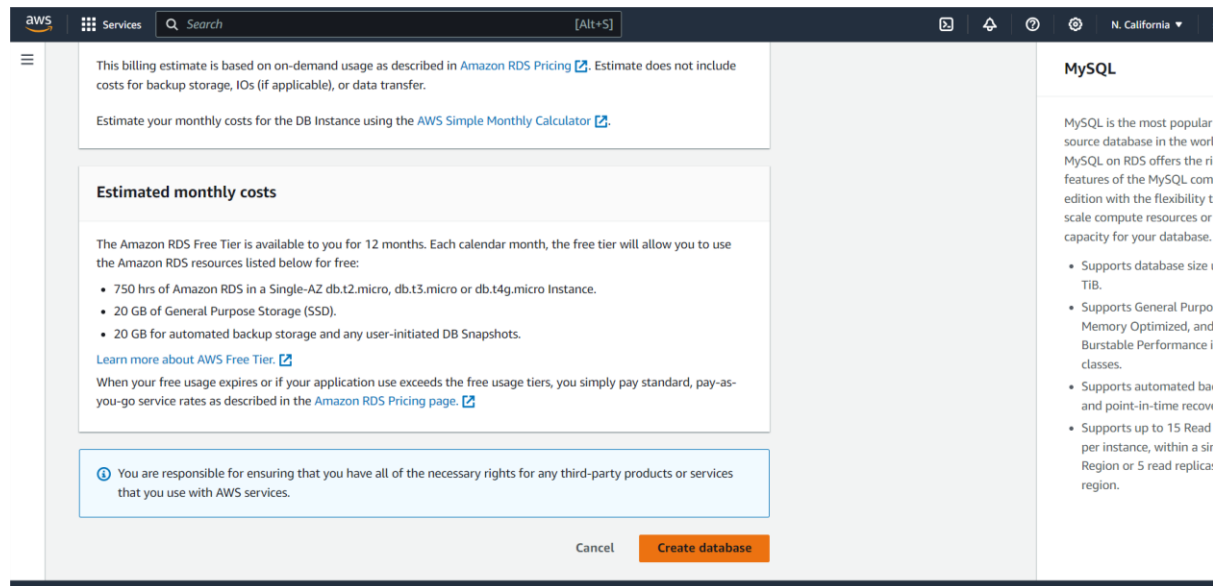 aws
Services
Search
[Alt+S]
N. California
This billing estimate is based on on-demand usage as described in Amazon RDS Pricing. Estimate does not include
costs for backup storage, IOs (if applicable), or data transfer.
Estimate your monthly costs for the DB Instance using the AWS Simple Monthly Calculator.
Estimated monthly costs
The Amazon RDS Free Tier is available to you for 12 months. Each calendar month, the free tier will allow you to use
the Amazon RDS resources listed below for free:
• 750 hrs of Amazon RDS in a Single-AZ db.t2.micro, db.t3.micro or db.t4g.micro Instance.
• 20 GB of General Purpose Storage (SSD).
• 20 GB for automated backup storage and any user-initiated DB Snapshots.
Learn more about AWS Free Tier.
When your free usage expires or if your application use exceeds the free usage tiers, you simply pay standard, pay-as-
you-go service rates as described in the Amazon RDS Pricing page.
You are responsible for ensuring that you have all of the necessary rights for any third-party products or services
that you use with AWS services.
Cancel
Create database
MySQL
MySQL is the most popular
source database in the
MySQL on RDS offers the
features of the MySQL
edition with the flexibility
scale compute resources or
capacity for your database.
• Supports database size
TiB.
• Supports General
Memory Optimized, and
Burstable Performance
classes.
• Supports automated
and point-in-time
• Supports up to 15 Read
per instance, within a
Region or 5 read
region.